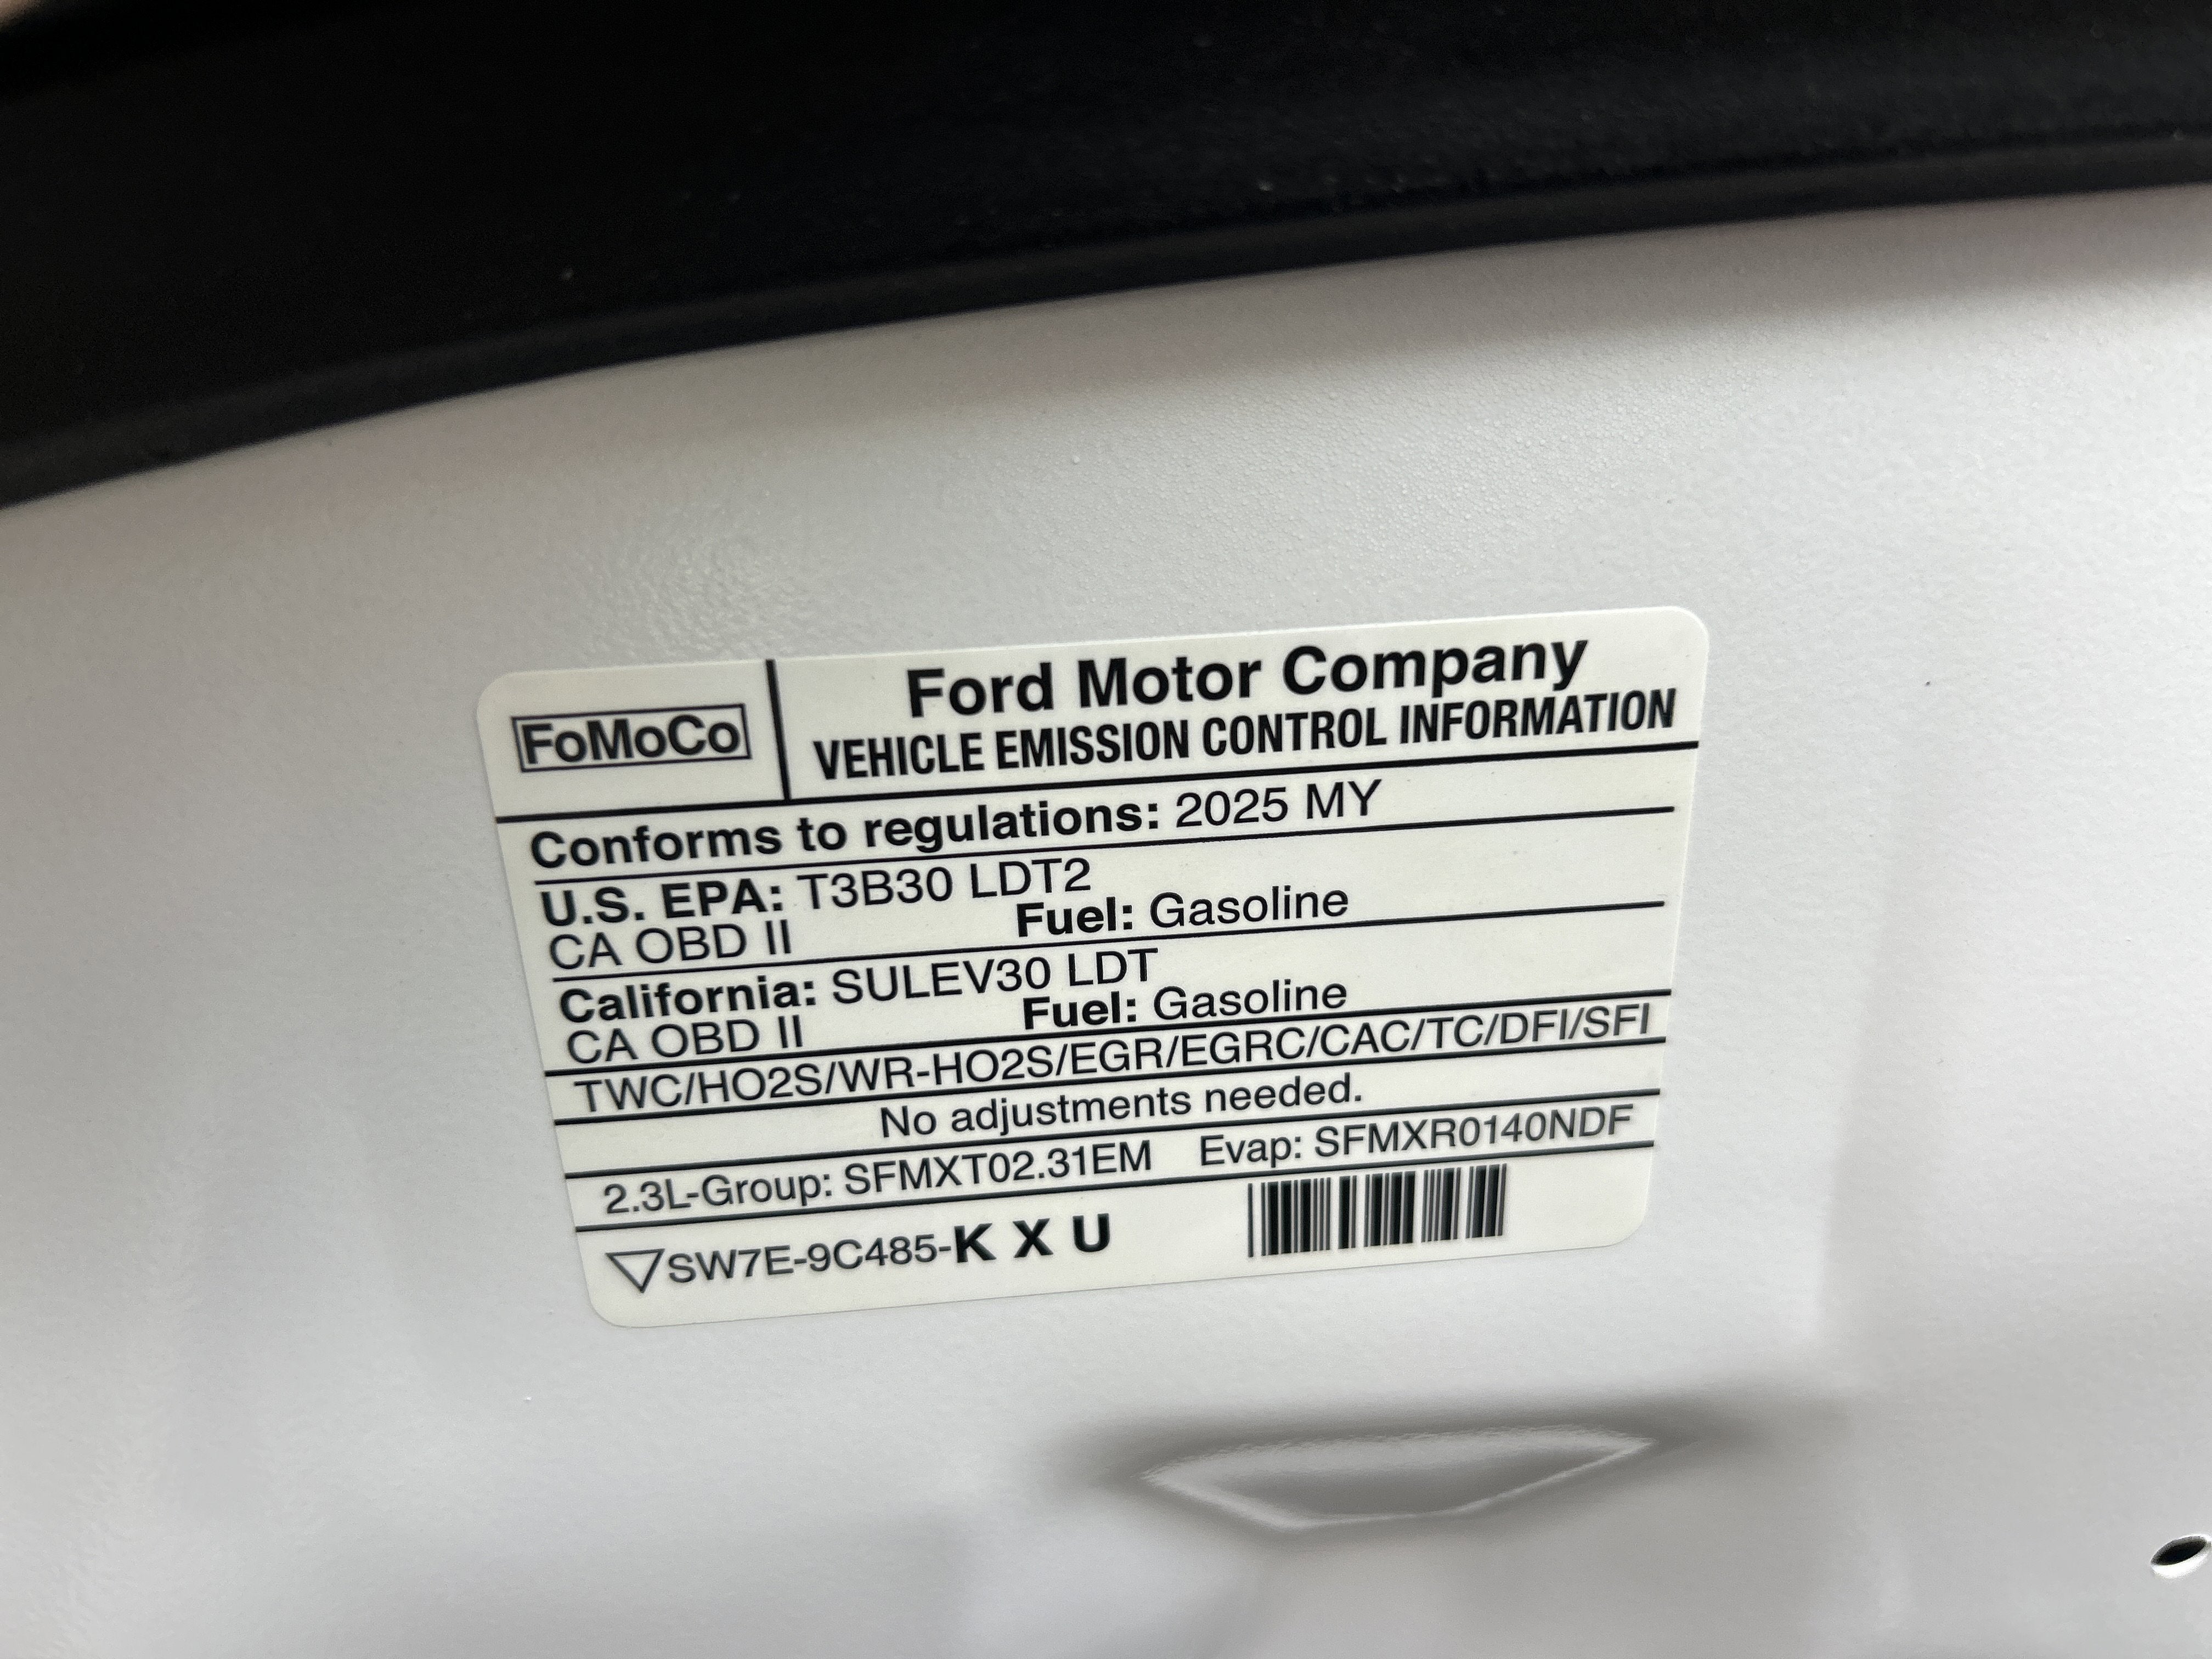 FoMoCo
Ford Motor Company
VEHICLE EMISSION CONTROL INFORMATION
Conforms to regulations: 2025 MY
U.S. EPA: T3B30 LDT2
CA OBD II Fuel: Gasoline
California: SULEV30 LDT
CA OBD II Fuel: Gasoline
TWC/HO2S/WR-HO2S/EGR/EGRC/CAC/TC/DFI/SFI
No adjustments needed.
2.3L-Group: SFMXT02.31EM Evap: SFMXR0140NDF
SW7E-9C485-K X U